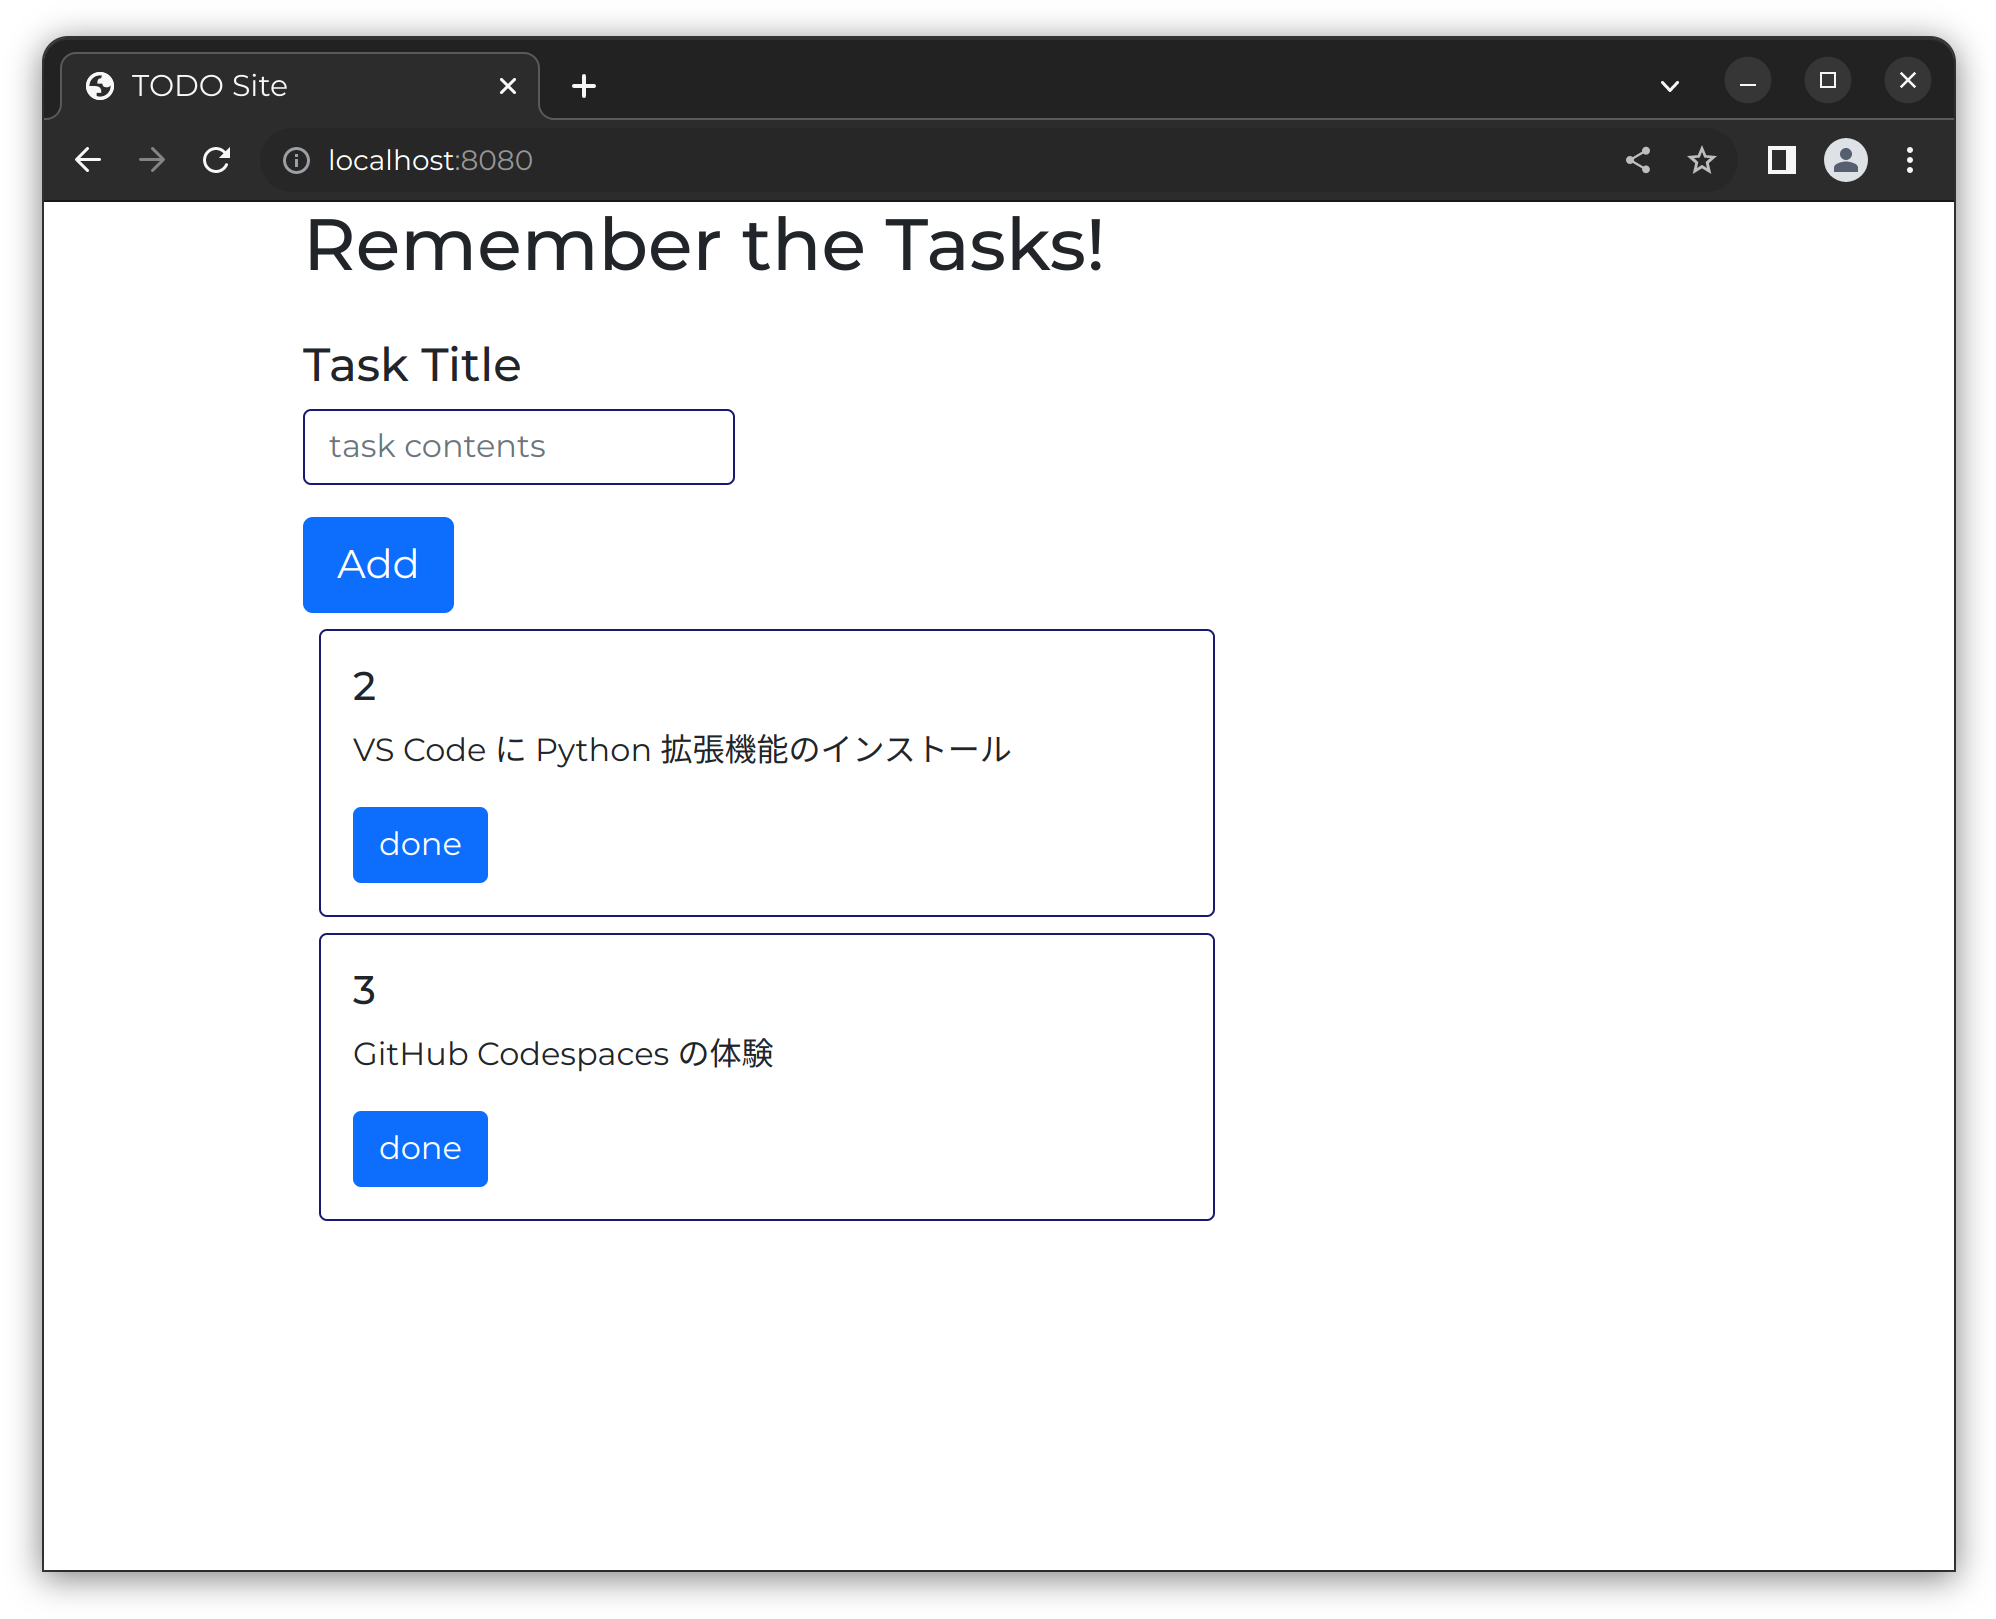 TODO Site
localhost:8080
Remember the Tasks!
Task Title
task contents
Add
2
VS Code に Python 拡張機能のインストール
done
3
GitHub Codespaces の体験
done